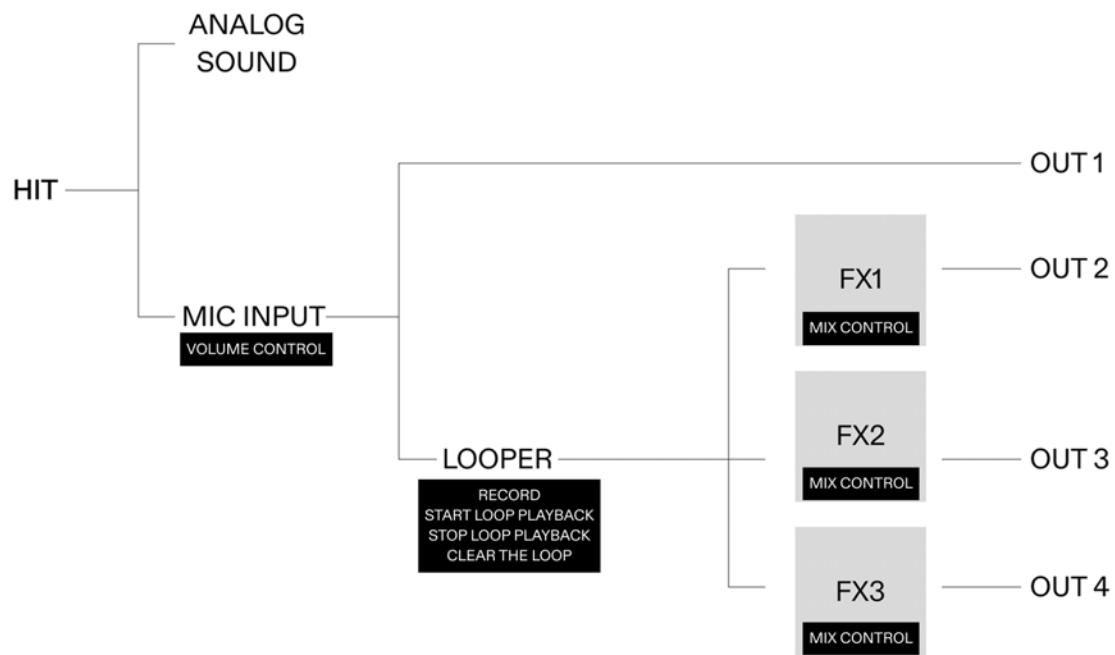 ANALOG
SOUND
HIT
MIC INPUT
VOLUME CONTROL
LOOPER
RECORD
START LOOP PLAYBACK
STOP LOOP PLAYBACK
CLEAR THE LOOP
OUT 1
FX1
MIX CONTROL
OUT 2
FX2
MIX CONTROL
OUT 3
FX3
MIX CONTROL
OUT 4